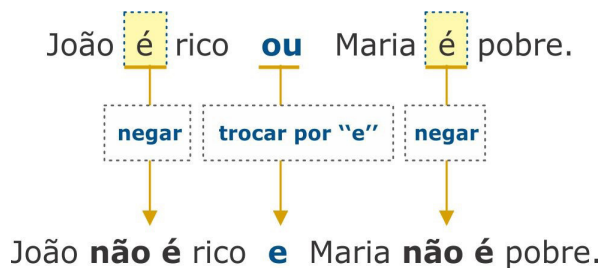 João é rico ou Maria é pobre.
negar trocar por ‘‘e’’ negar
João não é rico e Maria não é pobre.